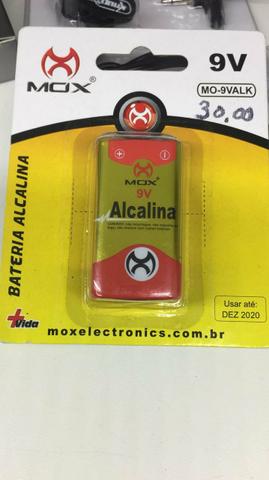 MOX
9V
MO-9VALK
30,00
BATERIA ALCALINA
MOX
9V
Alcalina
+Vida
Usar até:
DEZ 2020
moxelectronics.com.br